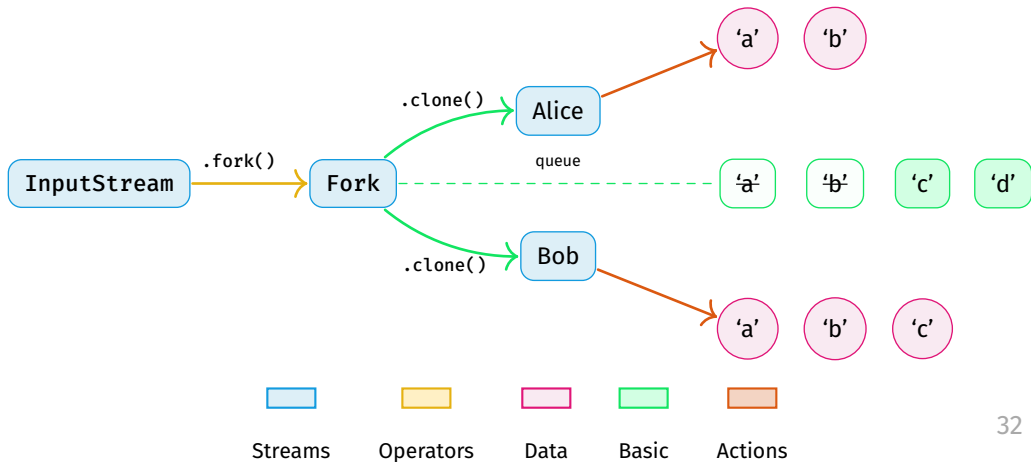 ‘a’ ‘b’
.clone()
Alice
.fork()
queue
InputStream
Fork
‘a’ ‘b’ ‘c’ ‘d’
.clone()
Bob
‘a’ ‘b’ ‘c’
Streams Operators Data Basic Actions
32